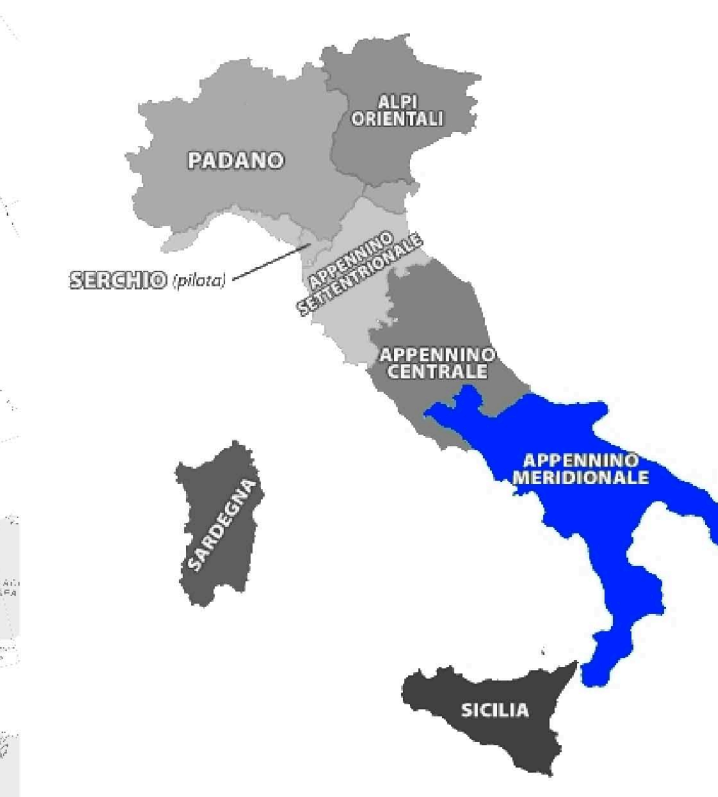 ALPI
ORIENTALI
PADANO
SERCHIO (pilota)
APPENNINO
SETTENTRIONALE
APPENNINO
CENTRALE
APPENNINO
MERIDIONALE
SARDEGNA
SICILIA